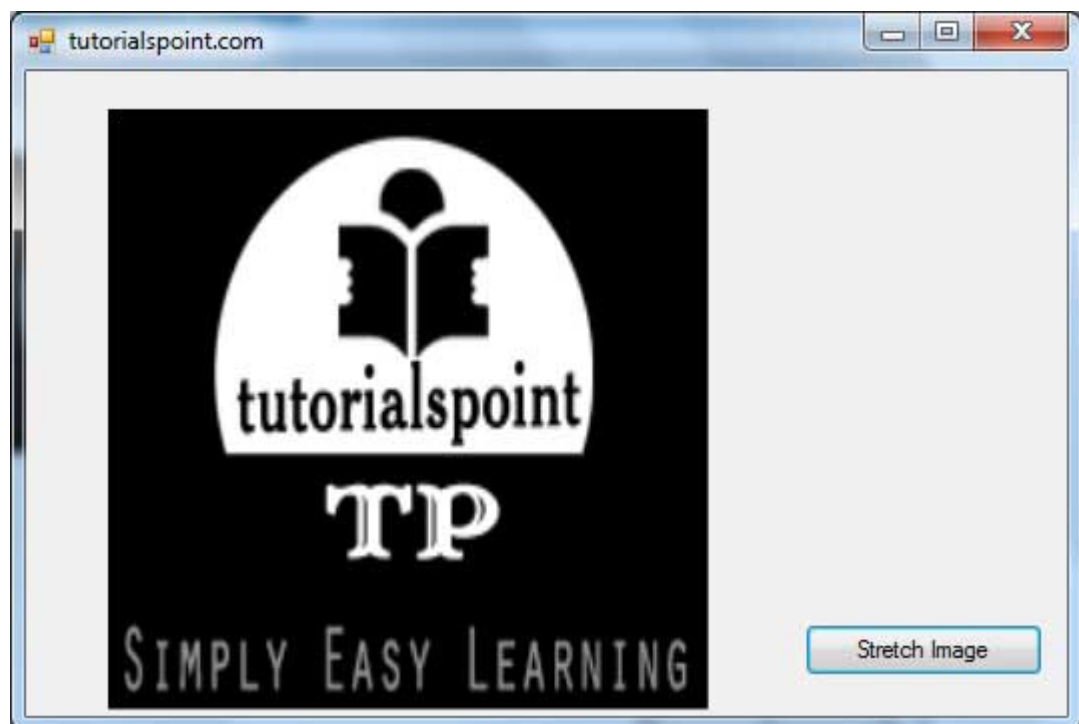 tutorialspoint.com
tutorialspoint
TP
SIMPLY EASY LEARNING
Stretch Image